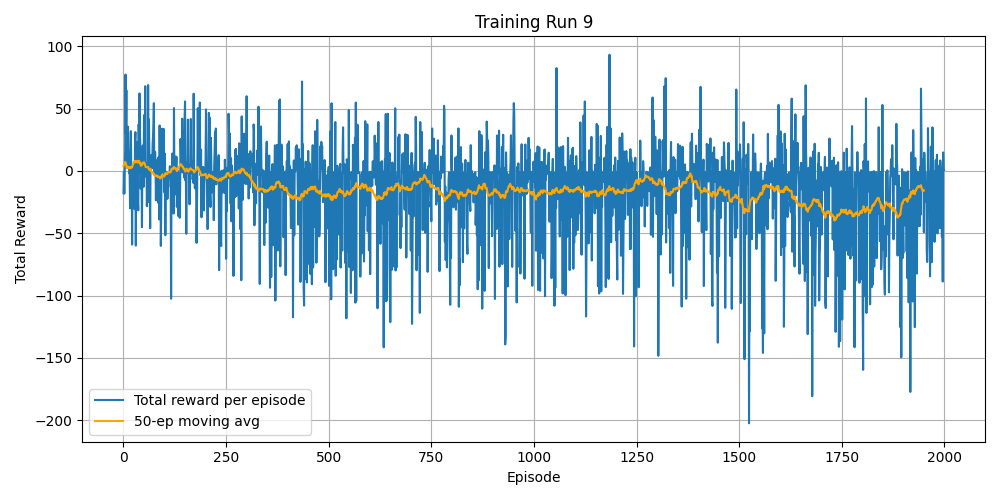 Training Run 9
100
50
0
−50
−100
−150
−200
Total Reward
Total reward per episode
50-ep moving avg
0 250 500 750 1000 1250 1500 1750 2000
Episode